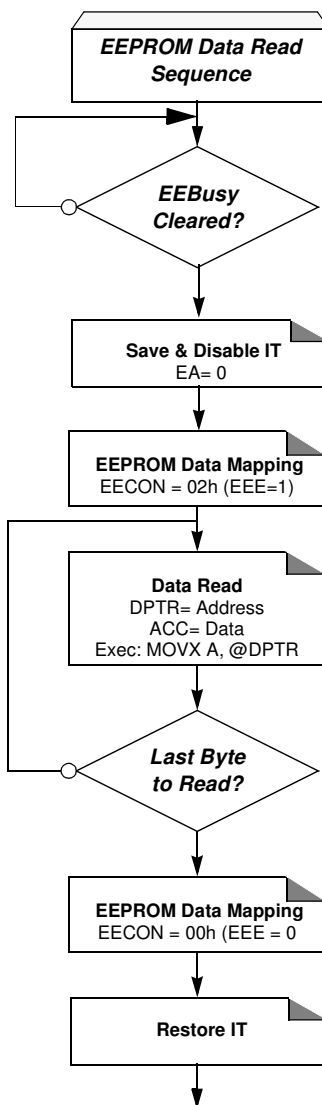 EEPROM Data Read
Sequence
EEBusy
Cleared?
Save & Disable IT
EA= 0
EEPROM Data Mapping
EECON = 02h (EEE=1)
Data Read
DPTR= Address
ACC= Data
Exec: MOVX A, @DPTR
Last Byte
to Read?
EEPROM Data Mapping
EECON = 00h (EEE = 0
Restore IT